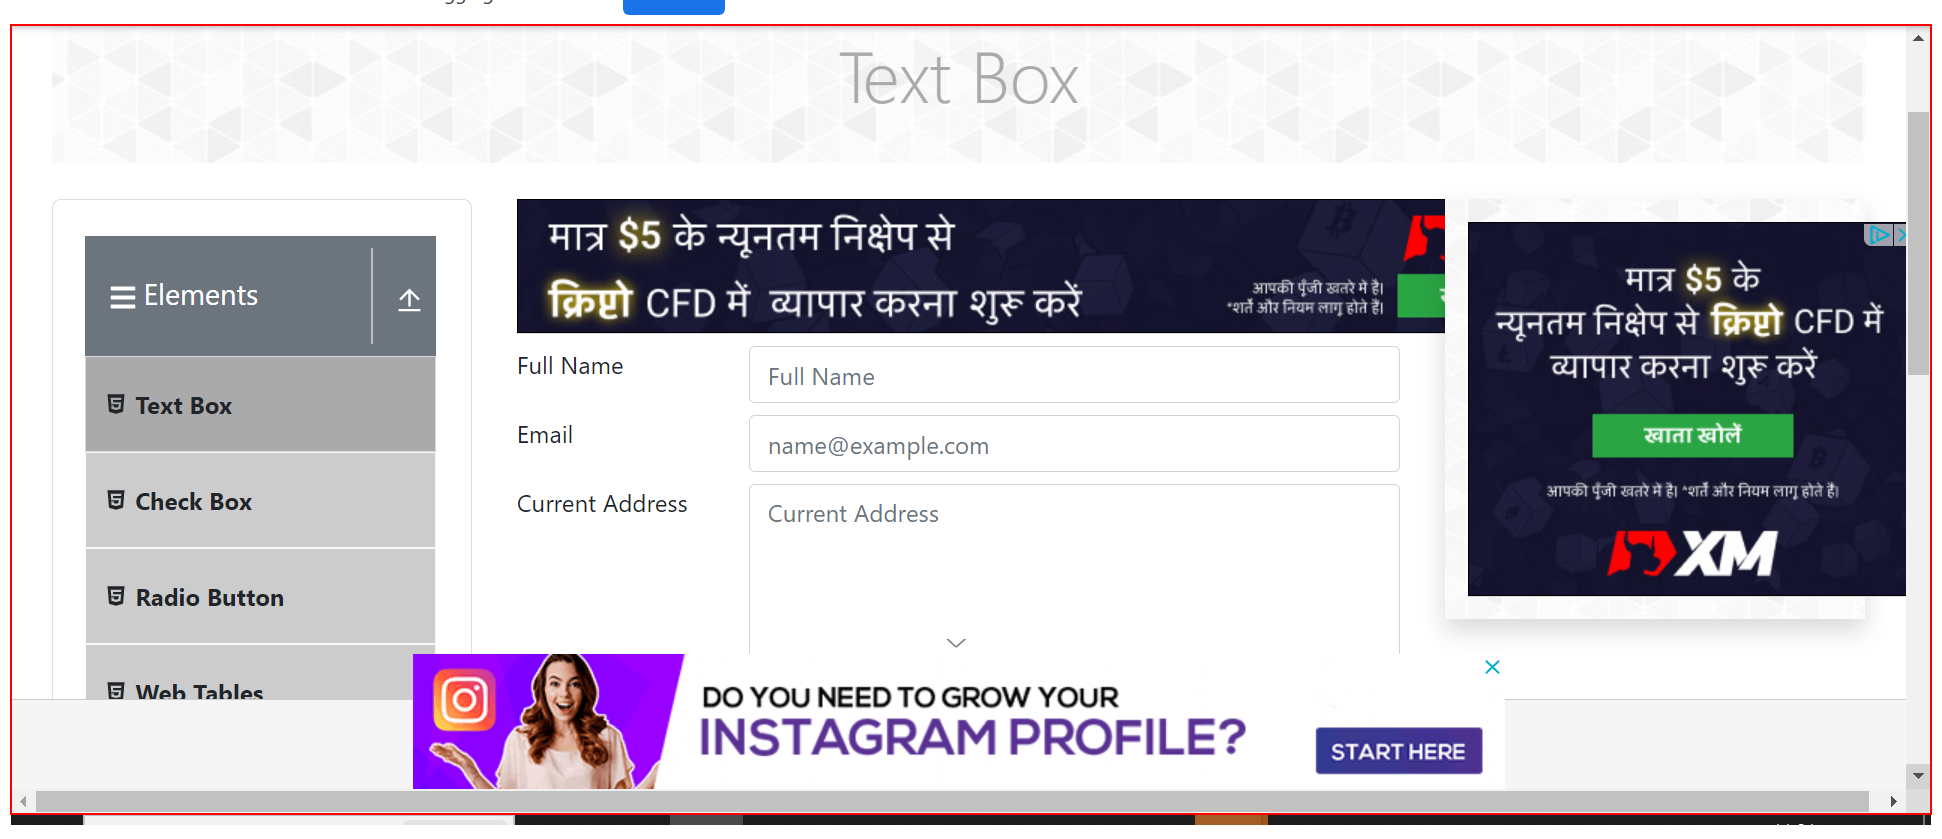 Text Box
Elements
Text Box
Check Box
Radio Button
Web Tables
मात्र $5 के न्यूनतम निक्षेप से
क्रिप्टो CFD में व्यापार करना शुरू करें
आपकी पूँजी खतरे में है।
*शर्तें और नियम लागू होते हैं।
Full Name
Full Name
Email
name@example.com
Current Address
Current Address
मात्र $5 के
न्यूनतम निक्षेप से क्रिप्टो CFD में
व्यापार करना शुरू करें
खाता खोलें
आपकी पूँजी खतरे में है। *शर्तें और नियम लागू होते हैं।
XM
DO YOU NEED TO GROW YOUR
INSTAGRAM PROFILE?
START HERE